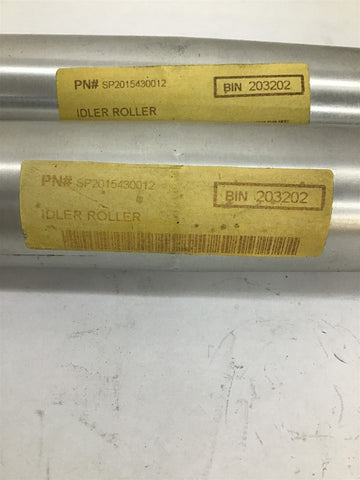 PN# SP2015430012 BIN 203202
IDLER ROLLER
PN# SP2015430012 BIN 203202
IDLER ROLLER